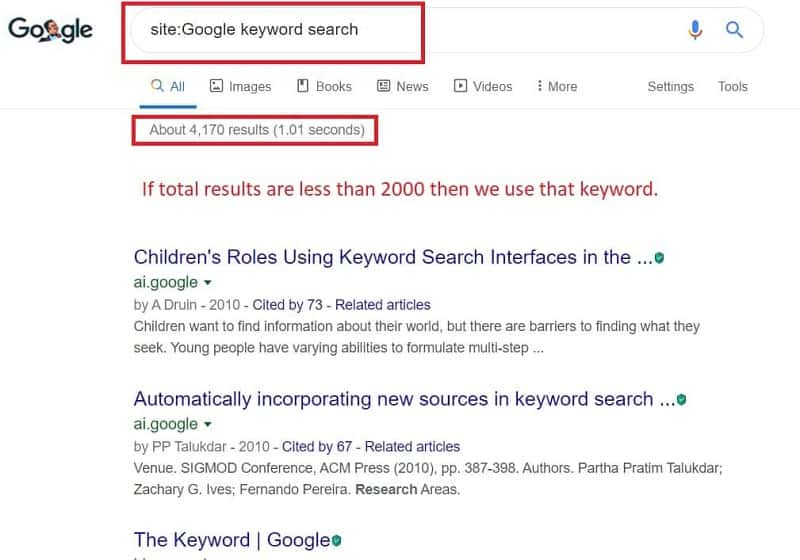 Google
site:Google keyword search
All Images Books News Videos More Settings Tools
About 4,170 results (1.01 seconds)
If total results are less than 2000 then we use that keyword.
Children's Roles Using Keyword Search Interfaces in the ...
ai.google
by A Druin - 2010 - Cited by 73 - Related articles
Children want to find information about their world, but there are barriers to finding what they
seek. Young people have varying abilities to formulate multi-step ...
Automatically incorporating new sources in keyword search ...
ai.google
by PP Talukdar - 2010 - Cited by 67 - Related articles
Venue. SIGMOD Conference, ACM Press (2010), pp. 387-398. Authors. Partha Pratim Talukdar;
Zachary G. Ives; Fernando Pereira. Research Areas.
The Keyword | Google